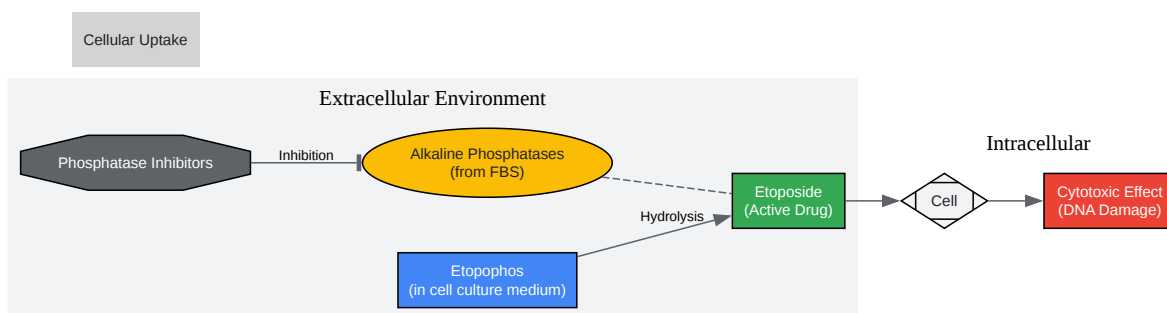 Cellular Uptake
Extracellular Environment
Phosphatase Inhibitors
Inhibition
Alkaline Phosphatases
(from FBS)
Intracellular
Etoposide
(Active Drug)
Cell
Cytotoxic Effect
(DNA Damage)
Hydrolysis
Etopophos
(in cell culture medium)